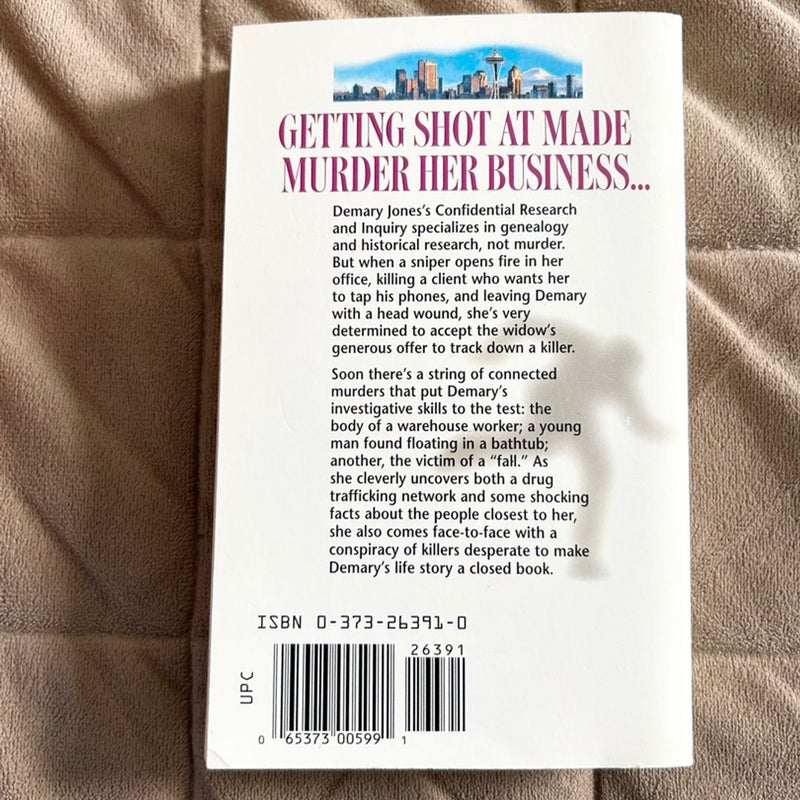 GETTING SHOT AT MADE
MURDER HER BUSINESS...
Demary Jones's Confidential Research
and Inquiry specializes in genealogy
and historical research, not murder.
But when a sniper opens fire in her
office, killing a client who wants her
to tap his phones, and leaving Demary
with a head wound, she's very
determined to accept the widow's
generous offer to track down a killer.
Soon there's a string of connected
murders that put Demary's
investigative skills to the test: the
body of a warehouse worker; a young
man found floating in a bathtub;
another, the victim of a "fall." As
she cleverly uncovers both a drug
trafficking network and some shocking
facts about the people closest to her,
she also comes face-to-face with a
conspiracy of killers desperate to make
Demary's life story a closed book.
ISBN 0-373-26391-0
26391
UPC
0 65373 00599 1